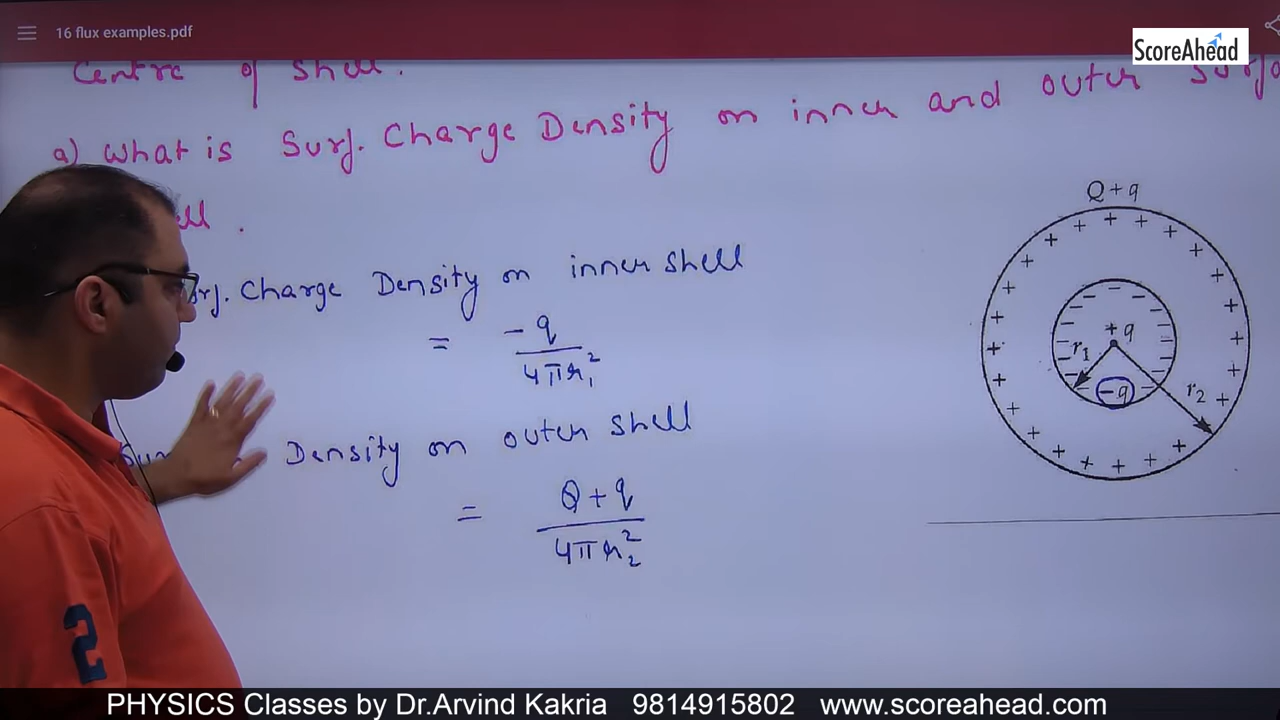 16 flux examples.pdf
ScoreAhead
Centre of shell.
a) What is Surf. Charge Density on inner and outer
Charge Density on inner shell
= -q / 4πr₁²
Density on outer shell
= Q+q / 4πr₂²
Q+q
+q
r₁
-q
r₂
2
PHYSICS Classes by Dr.Arvind Kakria 9814915802 www.scoreahead.com